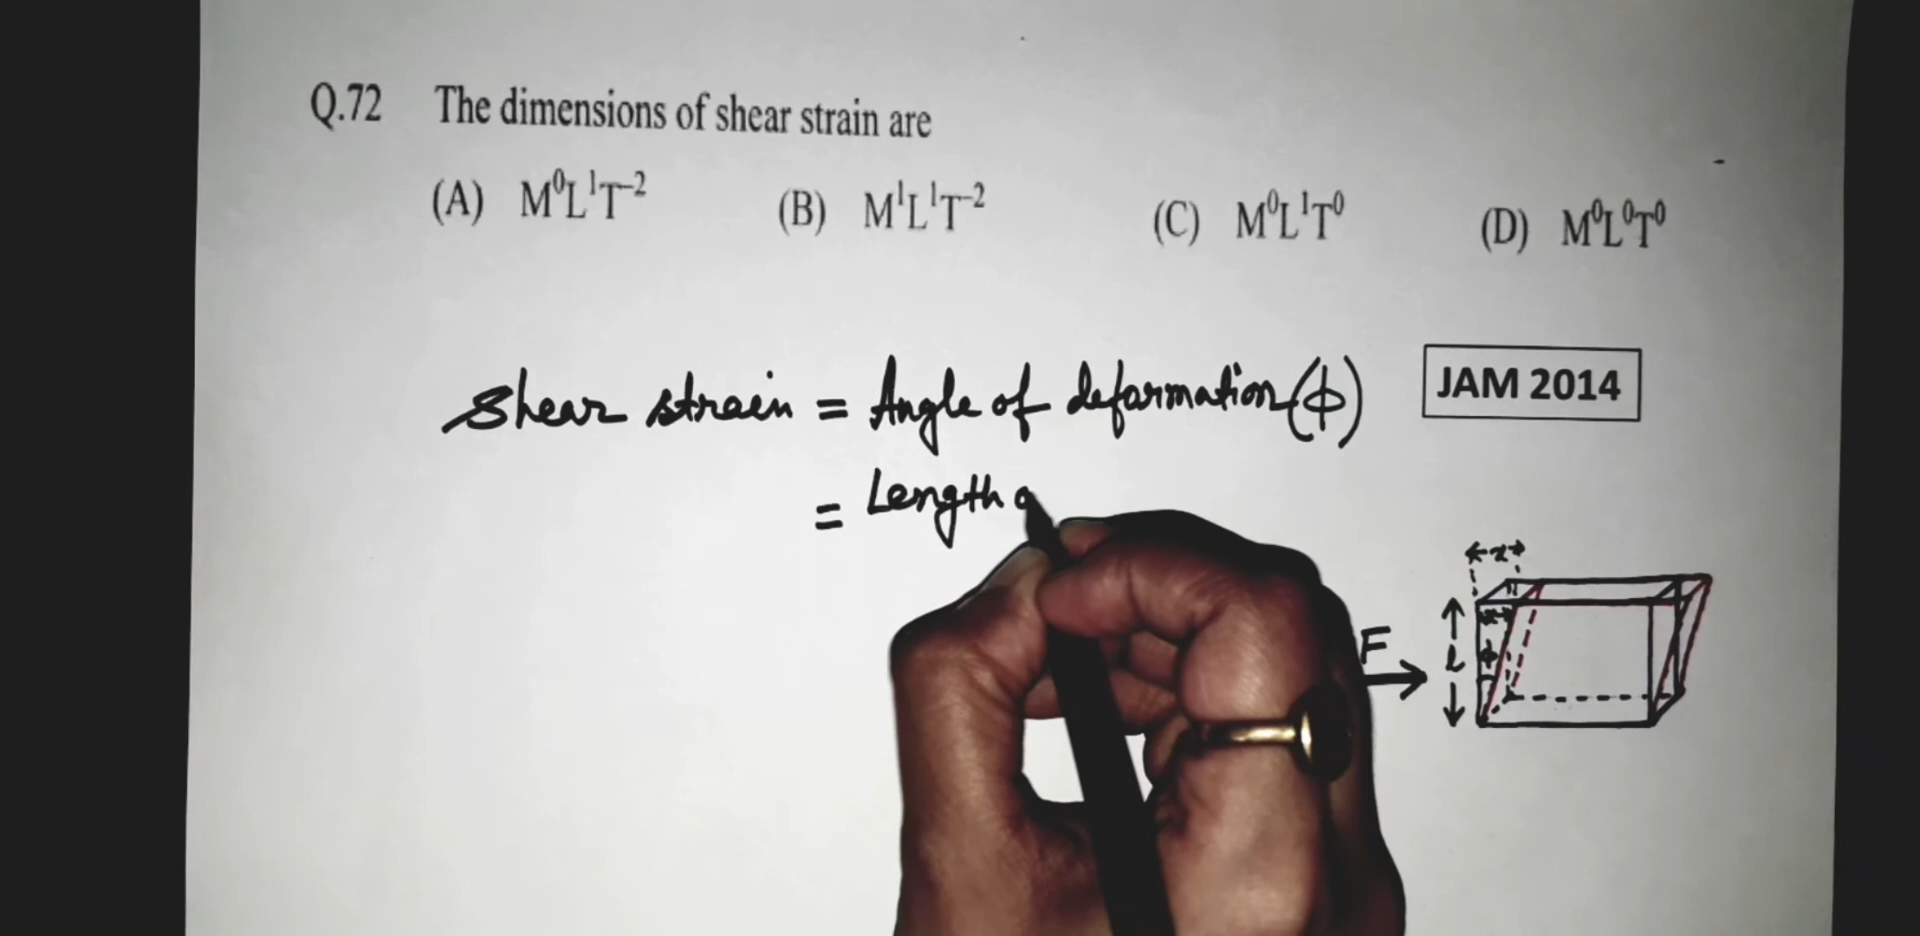 Q.72 The dimensions of shear strain are
(A) M⁰L¹T⁻² (B) M¹L¹T⁻² (C) M⁰L¹T⁰ (D) M⁰L⁰T⁰
Shear strain = Angle of deformation (ϕ)
JAM 2014
= Length o
x
x
F
l
ϕ